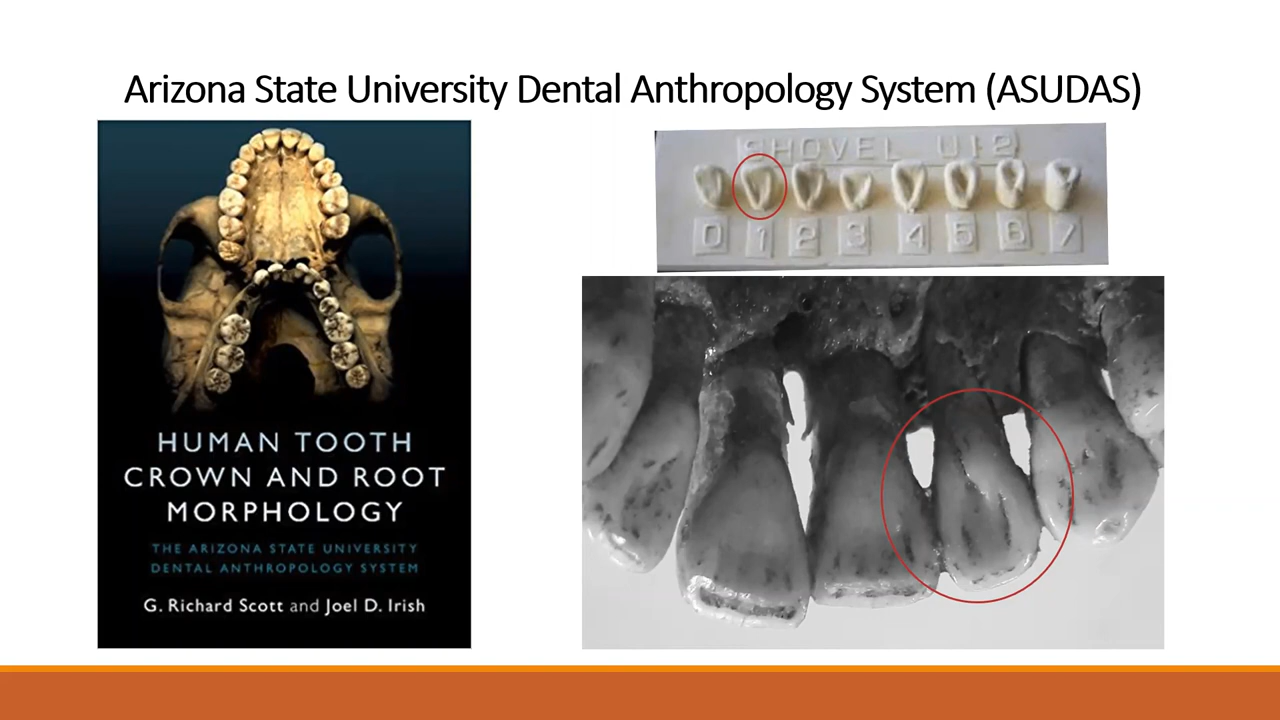 Arizona State University Dental Anthropology System (ASUDAS)
SHOVEL UI2
0 1 2 3 4 5 6 7
HUMAN TOOTH
CROWN AND ROOT
MORPHOLOGY
THE ARIZONA STATE UNIVERSITY
DENTAL ANTHROPOLOGY SYSTEM
G. Richard Scott and Joel D. Irish